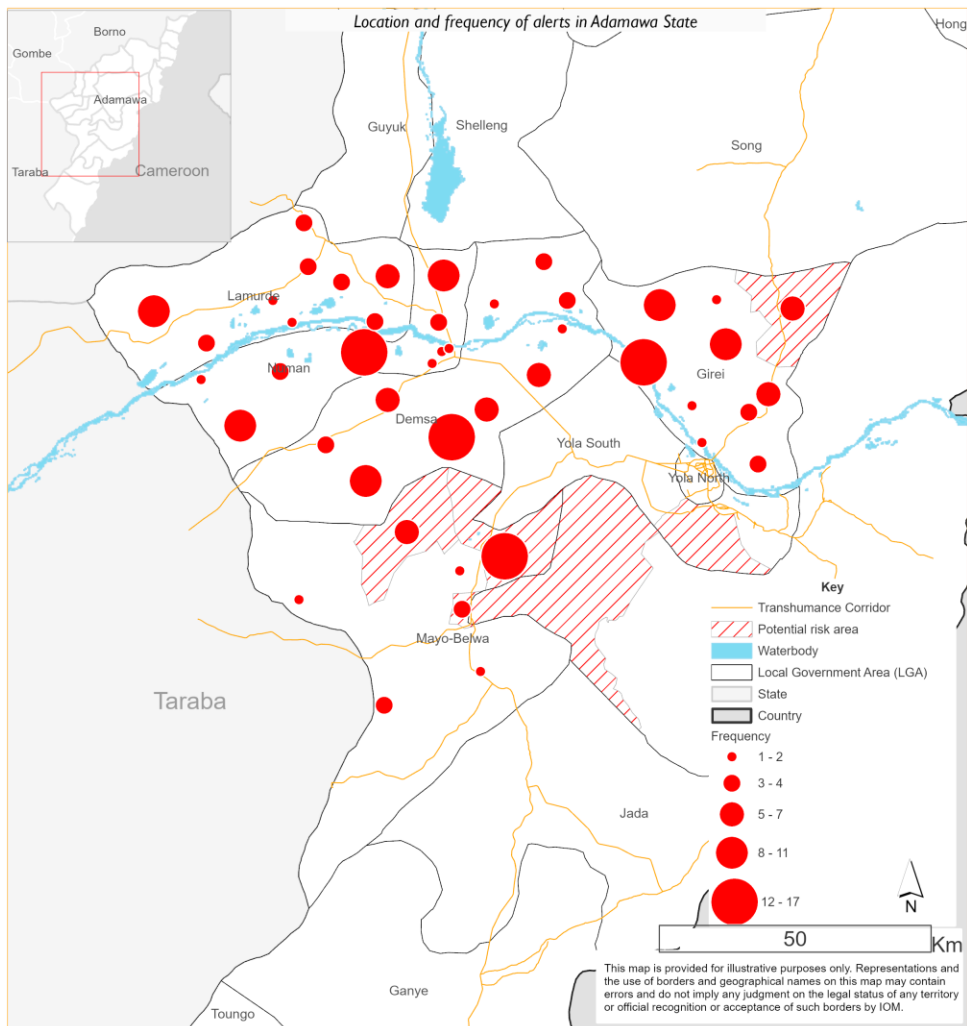 Location and frequency of alerts in Adamawa State
Borno
Gombe
Adamawa
Taraba
Cameroon
Hong
Guyuk
Shelleng
Song
Lamurde
Numan
Girei
Demsa
Yola South
Yola North
Mayo-Belwa
Taraba
Jada
Ganye
Toungo
Key
Transhumance Corridor
Potential risk area
Waterbody
Local Government Area (LGA)
State
Country
Frequency
1 - 2
3 - 4
5 - 7
8 - 11
12 - 17
N
50
Km
This map is provided for illustrative purposes only. Representations and
the use of borders and geographical names on this map may contain
errors and do not imply any judgment on the legal status of any territory
or official recognition or acceptance of such borders by IOM.